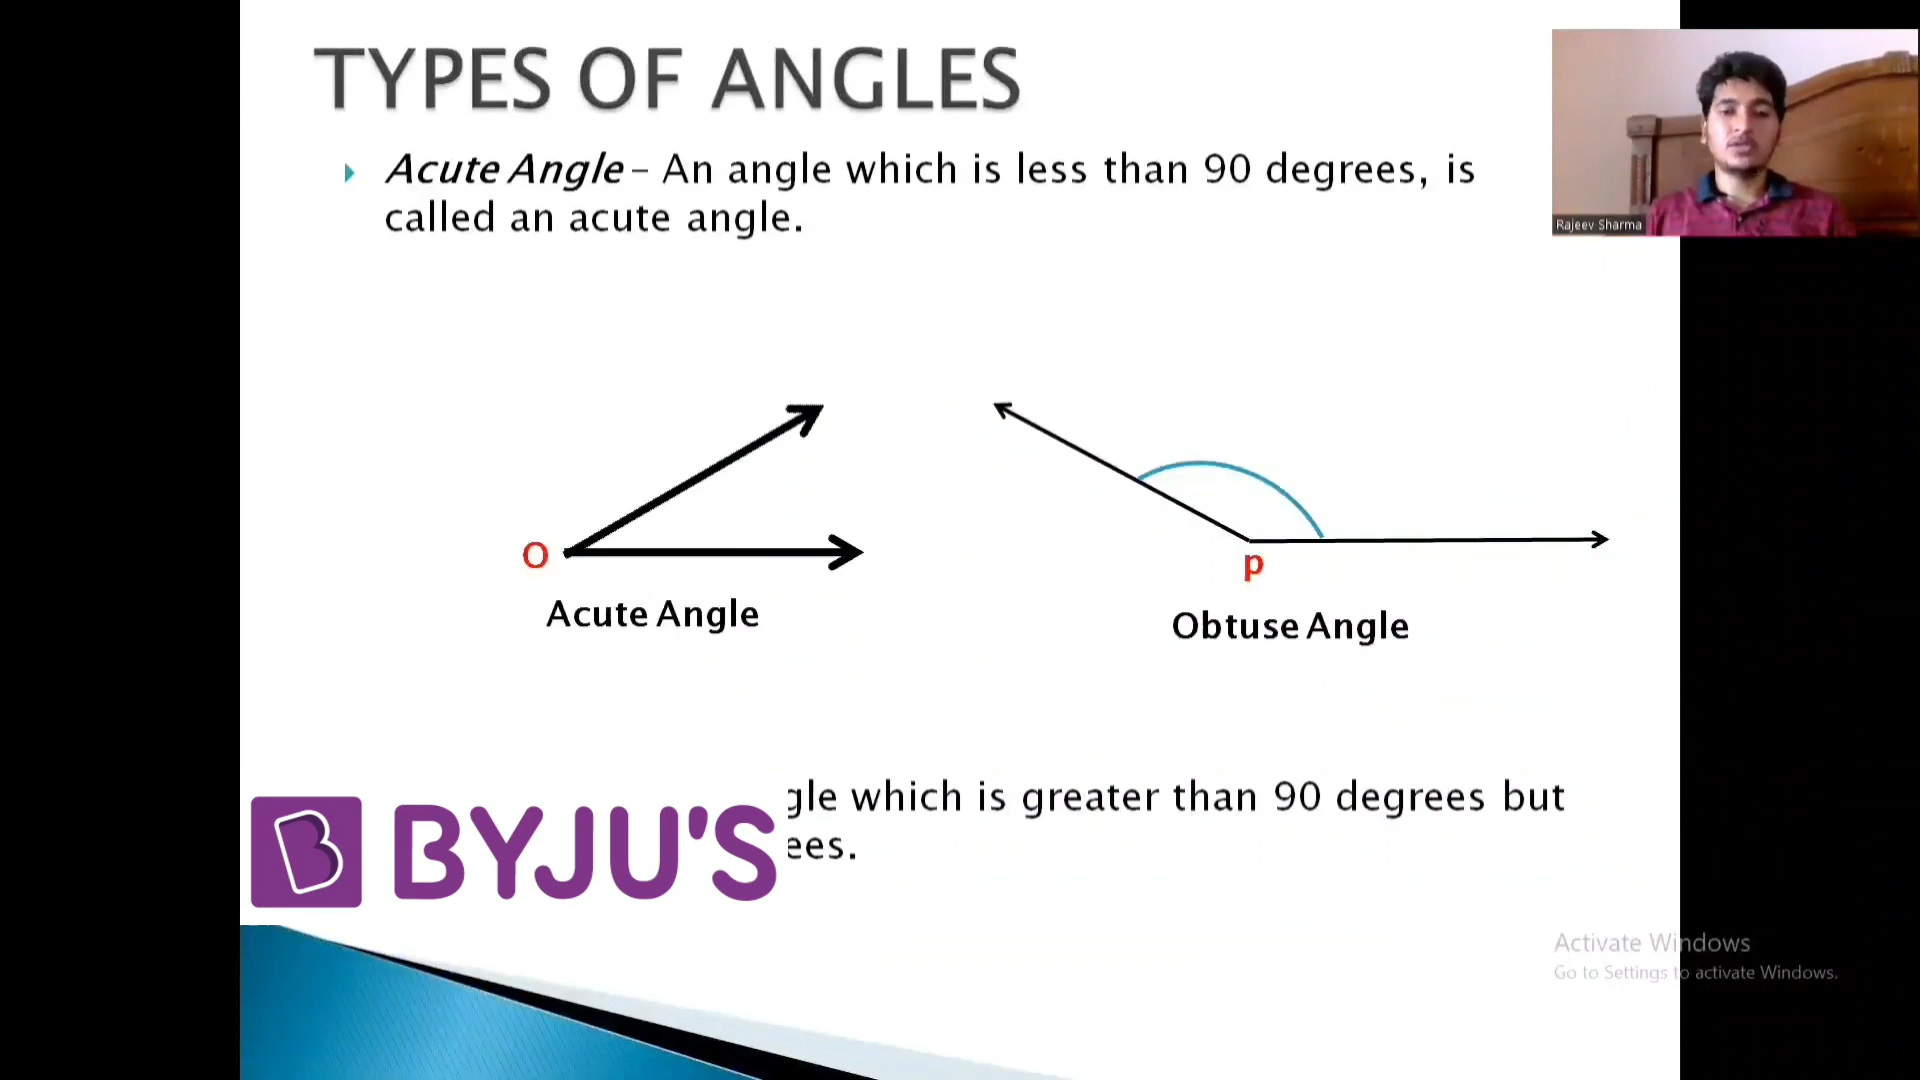 TYPES OF ANGLES
Acute Angle – An angle which is less than 90 degrees, is
called an acute angle.
Rajeev Sharma
O
Acute Angle
p
Obtuse Angle
gle which is greater than 90 degrees but
ees.
B BYJU'S
Activate Windows
Go to Settings to activate Windows.